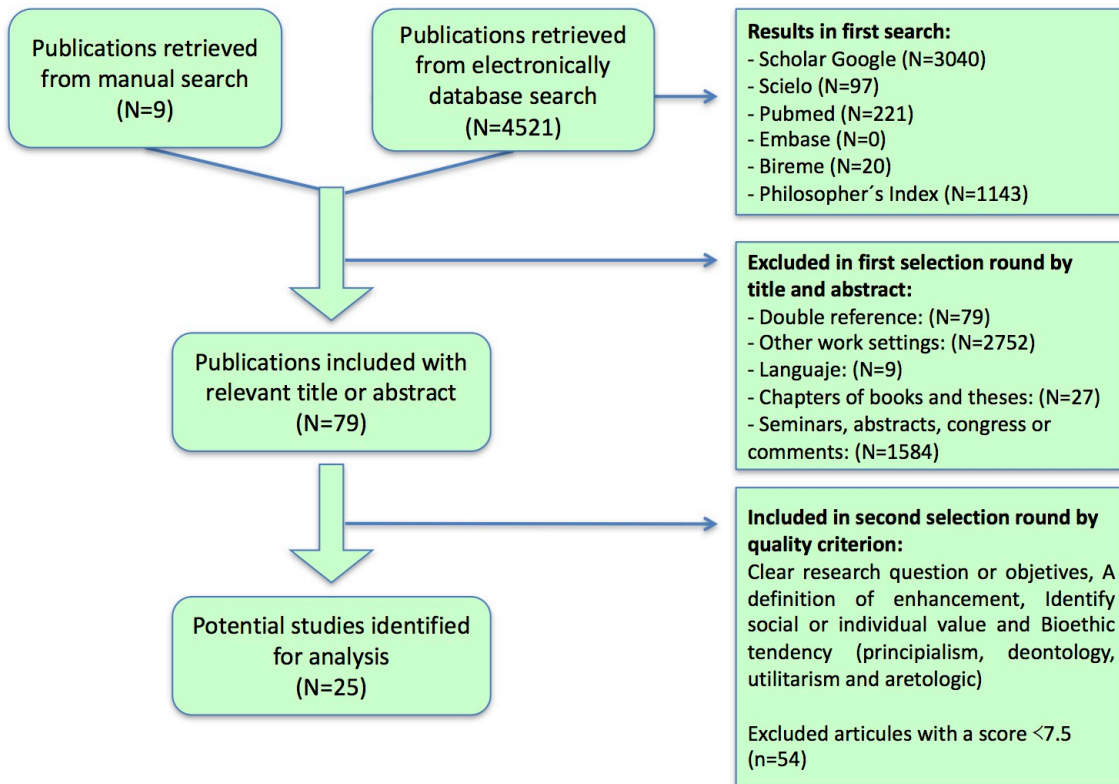 Publications retrieved
from manual search
(N=9)
Publications retrieved
from electronically
database search
(N=4521)
Results in first search:
- Scholar Google (N=3040)
- Scielo (N=97)
- Pubmed (N=221)
- Embase (N=0)
- Bireme (N=20)
- Philosopher´s Index (N=1143)
Excluded in first selection round by
title and abstract:
- Double reference: (N=79)
- Other work settings: (N=2752)
- Languaje: (N=9)
- Chapters of books and theses: (N=27)
- Seminars, abstracts, congress or
comments: (N=1584)
Publications included with
relevant title or abstract
(N=79)
Included in second selection round by
quality criterion:
Clear research question or objetives, A
definition of enhancement, Identify
social or individual value and Bioethic
tendency (principialism, deontology,
utilitarism and aretologic)
Excluded articules with a score <7.5
(n=54)
Potential studies identified
for analysis
(N=25)